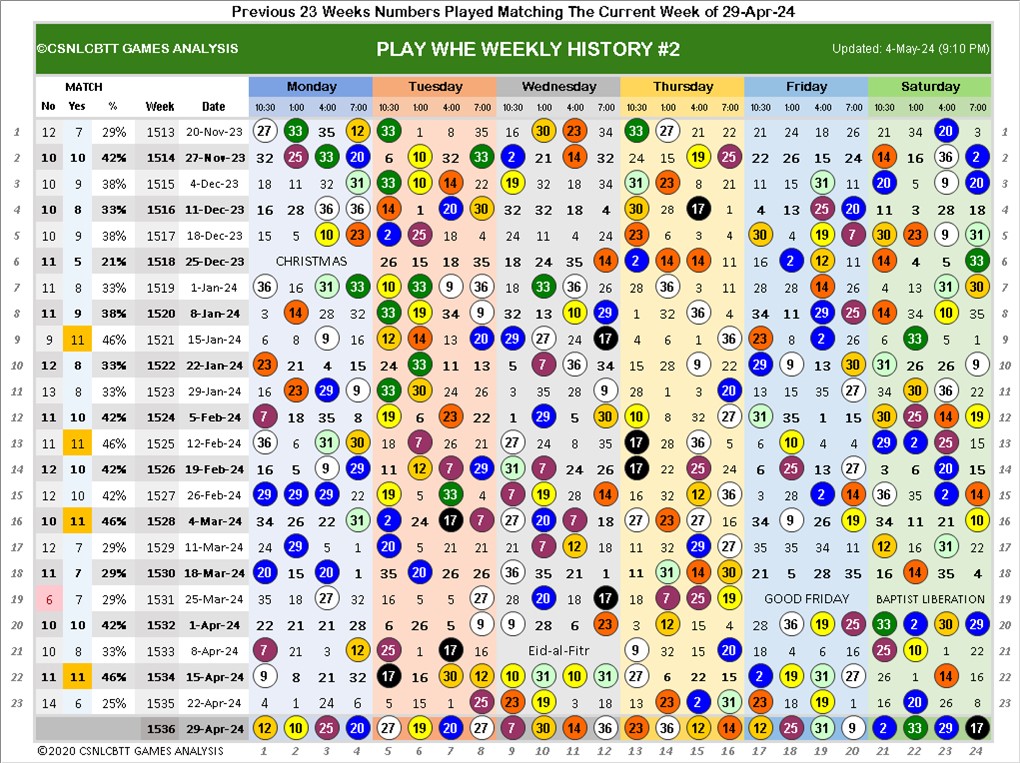 Previous 23 Weeks Numbers Played Matching The Current Week of 29-Apr-24
©CSNLCBTT GAMES ANALYSIS PLAY WHE WEEKLY HISTORY #2 Updated: 4-May-24 (9:10 PM)
MATCH Monday Tuesday Wednesday Thursday Friday Saturday
No Yes % Week Date 10:30 1:00 4:00 7:00 10:30 1:00 4:00 7:00 10:30 1:00 4:00 7:00 10:30 1:00 4:00 7:00 10:30 1:00 4:00 7:00 10:30 1:00 4:00 7:00
1 12 7 29% 1513 20-Nov-23 27 33 35 12 33 1 8 35 16 30 23 34 33 27 21 22 21 24 18 26 21 34 20 3 1
2 10 10 42% 1514 27-Nov-23 32 25 33 20 6 10 32 33 2 21 14 32 24 15 19 25 22 26 15 24 14 16 36 2 2
3 10 9 38% 1515 4-Dec-23 18 11 32 31 33 10 14 22 19 32 18 34 31 23 8 21 11 15 31 11 20 5 9 20 3
4 10 8 33% 1516 11-Dec-23 16 28 36 36 14 1 20 30 32 32 18 4 30 28 17 1 4 13 25 20 11 3 28 18 4
5 10 9 38% 1517 18-Dec-23 15 5 10 23 2 25 18 4 24 11 4 24 23 6 3 4 30 4 19 7 30 23 9 31 5
6 11 5 21% 1518 25-Dec-23 CHRISTMAS 26 15 18 35 18 24 35 14 2 14 14 11 16 2 12 11 14 4 5 33 6
7 11 8 33% 1519 1-Jan-24 36 16 31 33 10 33 9 36 18 33 36 26 28 36 3 11 28 28 14 26 4 13 31 30 7
8 11 9 38% 1520 8-Jan-24 3 14 28 32 33 19 34 9 32 13 10 29 1 32 36 4 34 11 29 25 14 34 10 35 8
9 9 11 46% 1521 15-Jan-24 6 8 9 16 12 14 13 20 29 27 24 17 4 6 1 36 23 8 2 26 6 33 5 1 9
10 12 8 33% 1522 22-Jan-24 23 21 4 15 24 33 11 13 5 7 36 34 15 28 9 22 29 9 13 30 31 26 26 9 10
11 13 8 33% 1523 29-Jan-24 16 23 29 9 33 30 24 26 3 35 28 9 28 1 3 20 13 15 35 27 34 30 36 22 11
12 11 10 42% 1524 5-Feb-24 7 18 35 8 19 6 23 22 1 29 5 30 10 8 32 27 31 35 1 15 30 25 14 19 12
13 11 11 46% 1525 12-Feb-24 36 6 31 30 18 7 26 21 27 24 8 35 17 28 36 5 6 10 4 4 29 2 25 15 13
14 12 10 42% 1526 19-Feb-24 16 5 9 29 11 12 7 29 31 7 24 26 17 22 25 24 6 25 13 27 3 6 20 15 14
15 12 10 42% 1527 26-Feb-24 29 29 29 22 19 5 33 4 7 19 28 14 16 32 12 36 3 28 2 14 36 35 2 14 15
16 10 11 46% 1528 4-Mar-24 34 26 22 31 2 24 17 7 27 20 7 18 27 14 27 16 34 9 26 19 34 11 21 10 16
17 12 7 29% 1529 11-Mar-24 24 29 5 1 20 5 21 21 21 7 12 18 11 32 29 27 35 35 34 11 12 16 31 22 17
18 11 7 29% 1530 18-Mar-24 20 15 20 1 35 20 26 26 36 35 21 1 11 31 14 30 21 5 28 35 16 14 35 4 18
19 6 7 29% 1531 25-Mar-24 35 18 27 32 16 5 5 27 28 20 18 17 18 7 25 19 GOOD FRIDAY BAPTIST LIBERATION 19
20 10 10 42% 1532 1-Apr-24 22 21 21 28 6 26 5 9 9 28 6 23 3 12 15 4 28 36 19 25 33 2 30 29 20
21 10 8 33% 1533 8-Apr-24 7 21 3 12 25 1 17 16 Eid-al-Fitr 9 32 15 20 18 4 6 16 25 10 1 22 21
22 11 11 46% 1534 15-Apr-24 9 8 21 32 17 16 30 12 10 31 10 31 27 6 22 15 2 19 31 27 26 1 14 16 22
23 14 6 25% 1535 22-Apr-24 4 1 24 6 5 15 1 25 23 19 3 18 13 23 2 31 23 18 19 1 16 20 26 8 23
1536 29-Apr-24 12 10 25 20 27 19 20 27 7 30 14 36 23 36 12 27 12 25 31 9 2 33 29 17
©2020 CSNLCBTT GAMES ANALYSIS 1 2 3 4 5 6 7 8 9 10 11 12 13 14 15 16 17 18 19 20 21 22 23 24